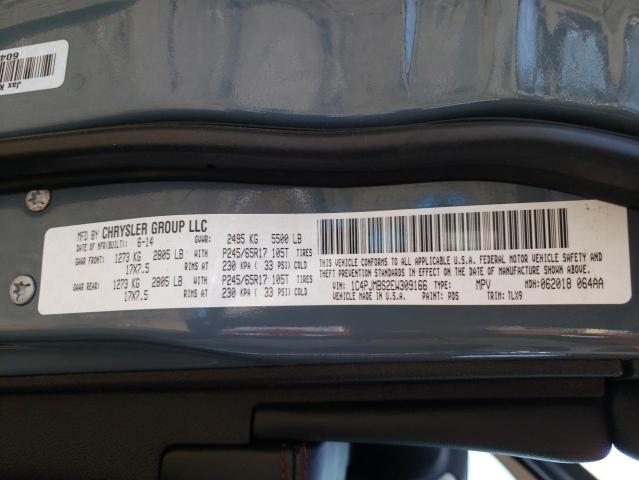 Jax K
604
MFD BY CHRYSLER GROUP LLC
DATE OF MFR(BUILT): 6-14 GVWR: 2495 KG 5500 LB
GAWR FRONT: 1273 KG 2805 LB WITH P245/65R17 105T TIRES
17X7.5 RIMS AT 230 KPA ( 33 PSI) COLD
GAWR REAR: 1273 KG 2805 LB WITH P245/65R17 105T TIRES
17X7.5 RIMS AT 230 KPA ( 33 PSI) COLD
THIS VEHICLE CONFORMS TO ALL APPLICABLE U.S.A. FEDERAL MOTOR VEHICLE SAFETY, BUMPER AND THEFT
PREVENTION STANDARDS IN EFFECT ON THE DATE OF MANUFACTURE SHOWN ABOVE.
VIN: 1C4PJMBS2EW309166 TYPE: MPV MDH: 062018 064AA
VEHICLE MADE IN U.S.A. PAINT: PDS TRIM: TLX9